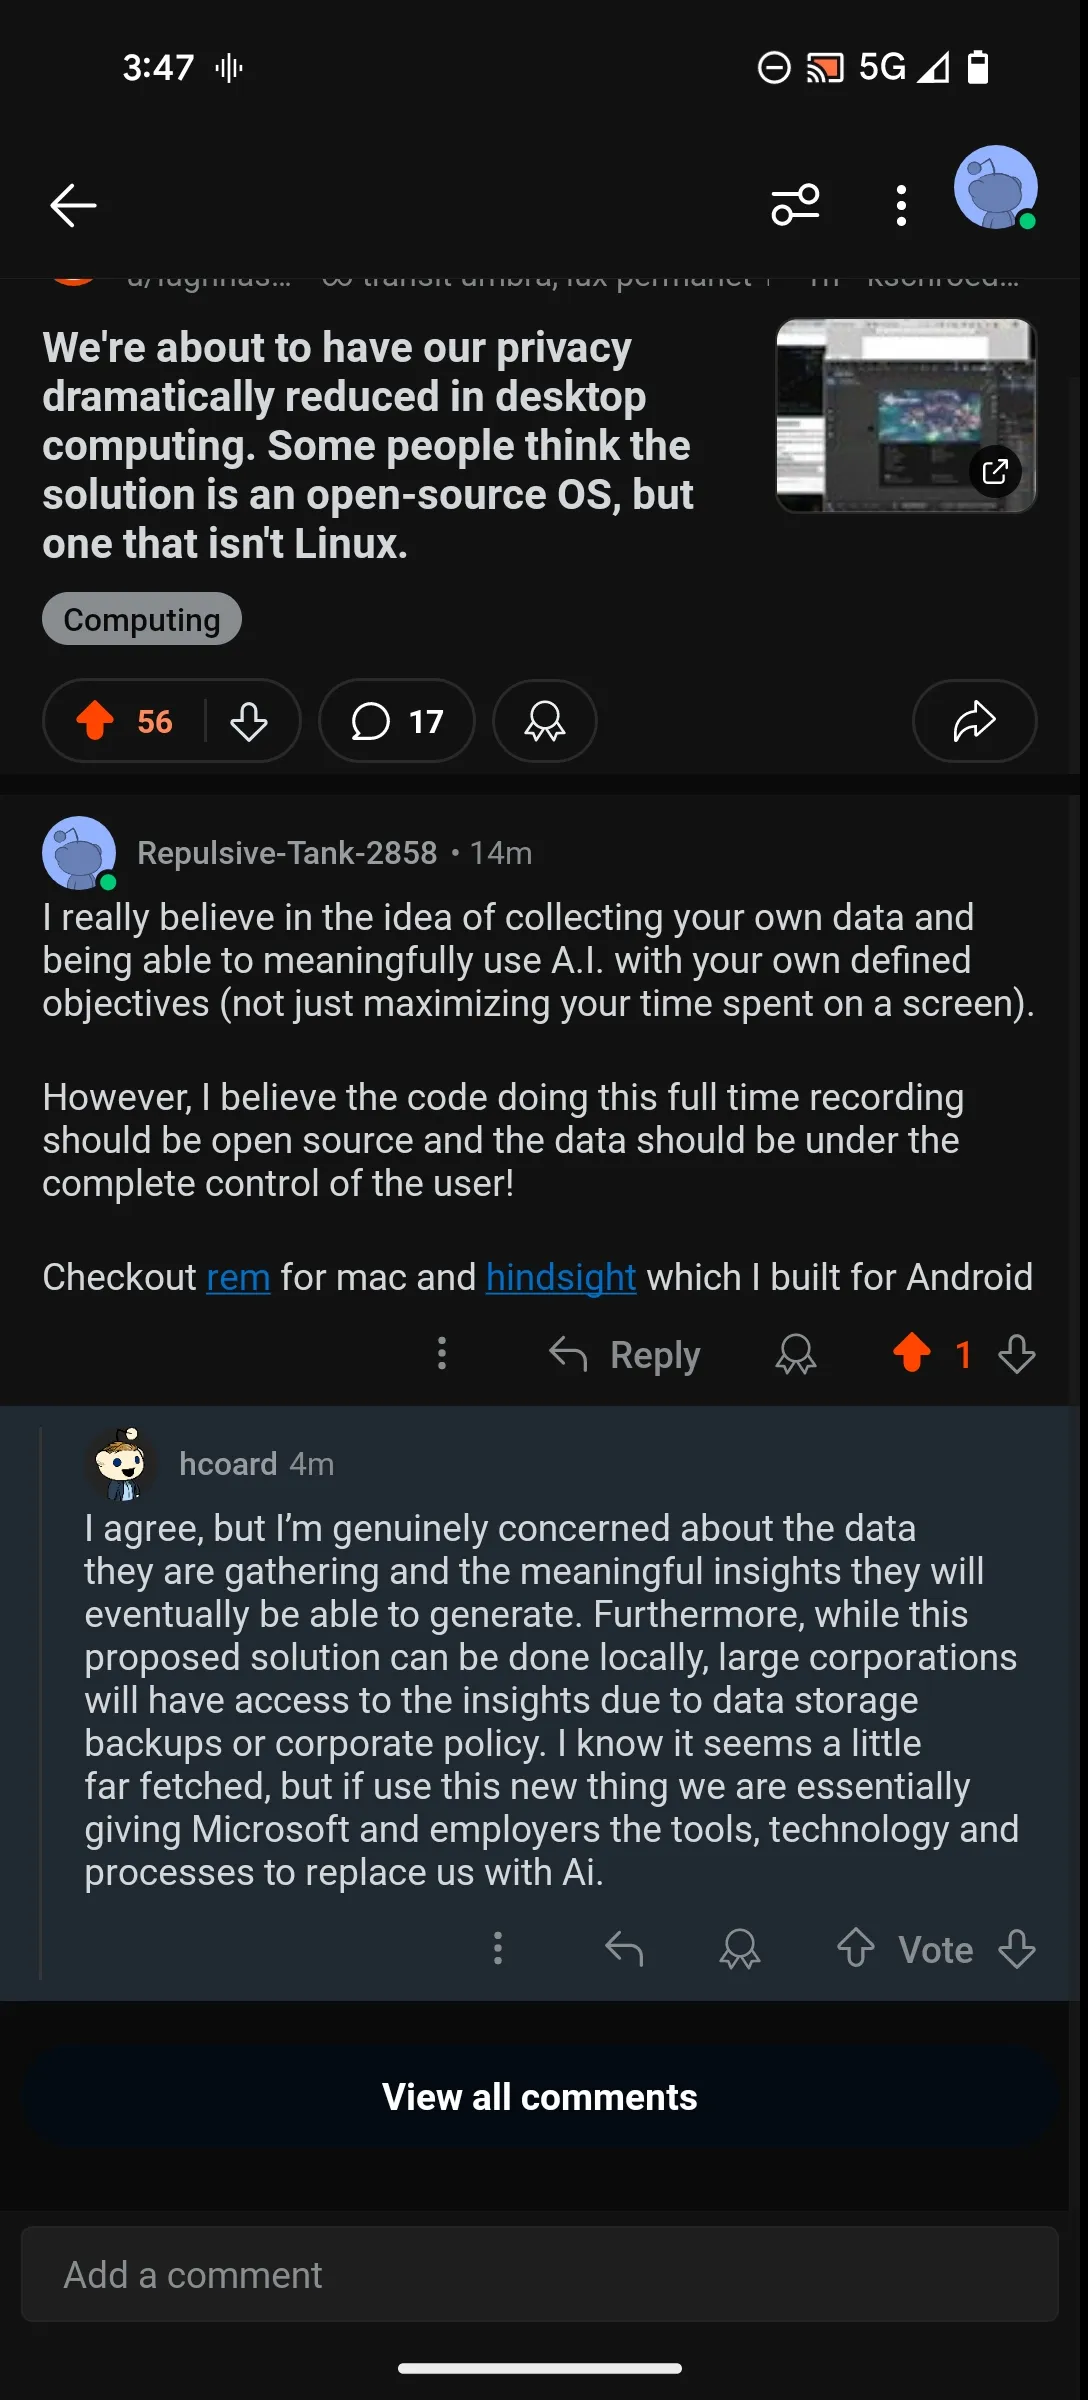 3:47 5G
We're about to have our privacy
dramatically reduced in desktop
computing. Some people think the
solution is an open-source OS, but
one that isn't Linux.
Computing
56 17
Repulsive-Tank-2858 • 14m
I really believe in the idea of collecting your own data and
being able to meaningfully use A.I. with your own defined
objectives (not just maximizing your time spent on a screen).
However, I believe the code doing this full time recording
should be open source and the data should be under the
complete control of the user!
Checkout rem for mac and hindsight which I built for Android
Reply 1
hcoard 4m
I agree, but I’m genuinely concerned about the data
they are gathering and the meaningful insights they will
eventually be able to generate. Furthermore, while this
proposed solution can be done locally, large corporations
will have access to the insights due to data storage
backups or corporate policy. I know it seems a little
far fetched, but if use this new thing we are essentially
giving Microsoft and employers the tools, technology and
processes to replace us with Ai.
Vote
View all comments
Add a comment